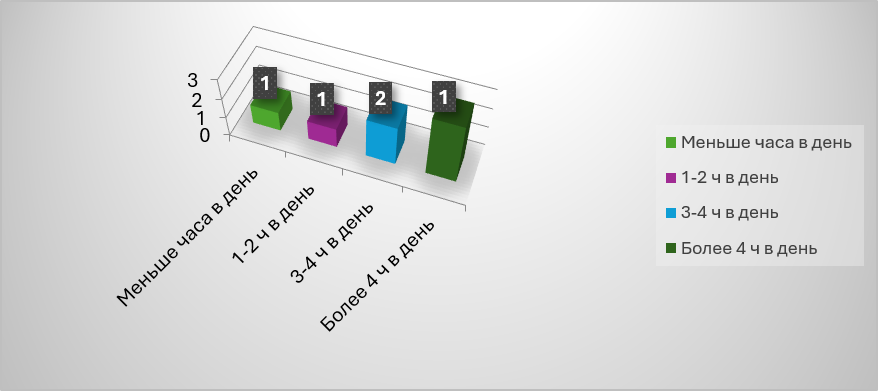 3
2
1
0
1
1
2
1
Меньше часа в день
1-2 ч в день
3-4 ч в день
Более 4 ч в день
Меньше часа в день
1-2 ч в день
3-4 ч в день
Более 4 ч в день